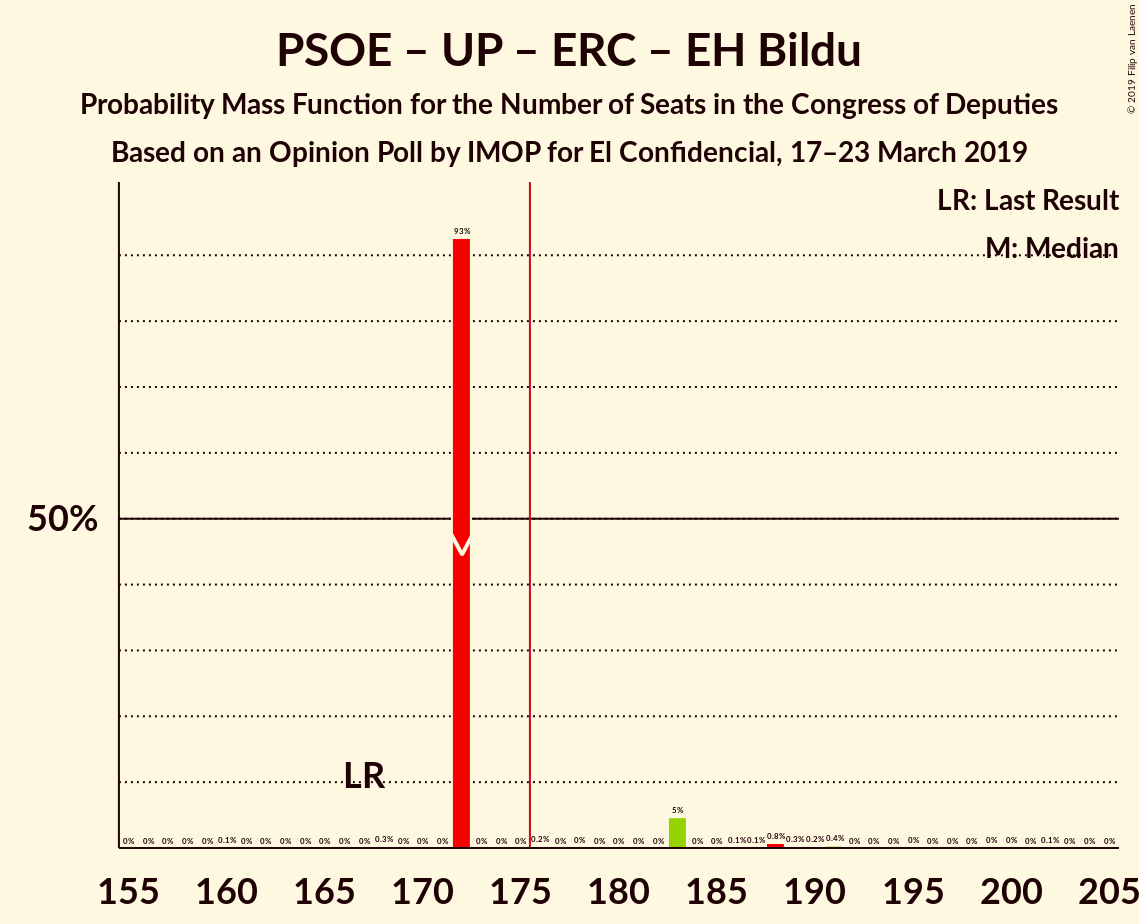 © 2019 Filip van Laenen
PSOE – UP – ERC – EH Bildu
Probability Mass Function for the Number of Seats in the Congress of Deputies
Based on an Opinion Poll by IMOP for El Confidencial, 17–23 March 2019
LR: Last Result
M: Median
93%
50%
LR
5%
0% 0% 0% 0% 0% 0.1% 0% 0% 0% 0% 0% 0% 0% 0.3% 0% 0% 0% 0% 0% 0% 0.2% 0% 0% 0% 0% 0% 0% 0% 0% 0.1% 0.1% 0.8% 0.3% 0.2% 0.4% 0% 0% 0% 0% 0% 0% 0% 0% 0% 0% 0.1% 0% 0% 0%
155 160 165 170 175 180 185 190 195 200 205